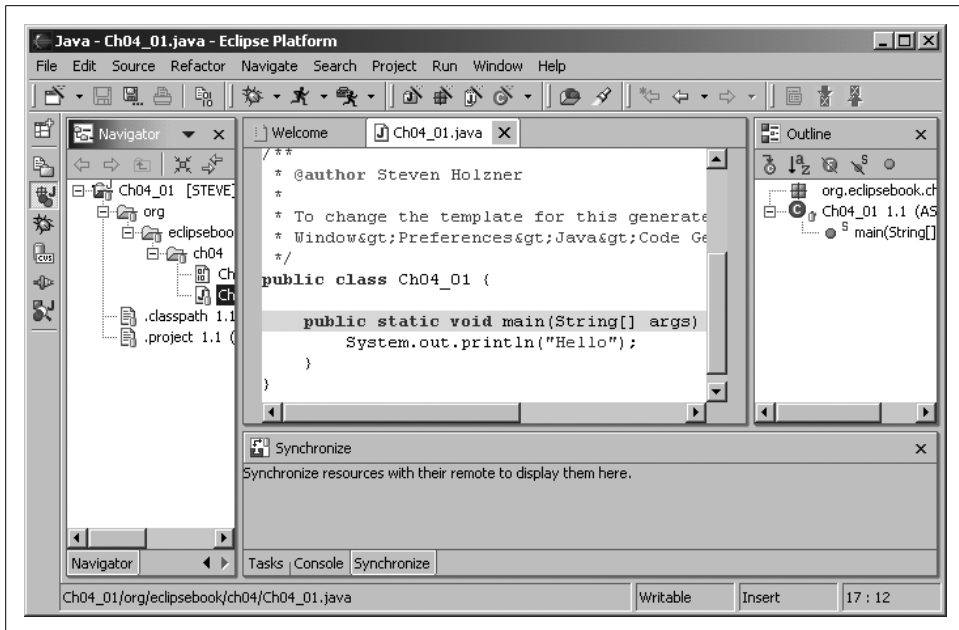 Java - Ch04_01.java - Eclipse Platform
File Edit Source Refactor Navigate Search Project Run Window Help
Navigator
Ch04_01 [STEVE]
org
eclipseboo
ch04
Ch
Ch
.classpath 1.1
.project 1.1 (
Navigator
Welcome
Ch04_01.java
/**
* @author Steven Holzner
*
* To change the template for this generate
* Window&gt;Preferences&gt;Java&gt;Code Ge
*/
public class Ch04_01 {
public static void main(String[] args)
System.out.println("Hello");
}
}
Outline
org.eclipsebook.ch
Ch04_01 1.1 (AS
main(String[]
Synchronize
Synchronize resources with their remote to display them here.
Tasks Console Synchronize
Ch04_01/org/eclipsebook/ch04/Ch04_01.java Writable Insert 17 : 12